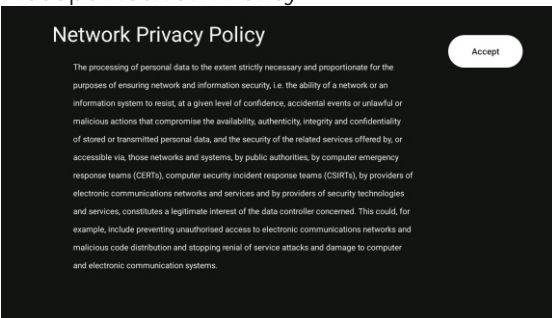 Network Privacy Policy
Accept
The processing of personal data to the extent strictly necessary and proportionate for the
purposes of ensuring network and information security, i.e. the ability of a network or an
information system to resist, at a given level of confidence, accidental events or unlawful or
malicious actions that compromise the availability, authenticity, integrity and confidentiality
of stored or transmitted personal data, and the security of the related services offered by, or
accessible via, those networks and systems, by public authorities, by computer emergency
response teams (CERTs), computer security incident response teams (CSIRTs), by providers of
electronic communications networks and services and by providers of security technologies
and services, constitutes a legitimate interest of the data controller concerned. This could, for
example, include preventing unauthorised access to electronic communications networks and
malicious code distribution and stopping renial of service attacks and damage to computer
and electronic communication systems.